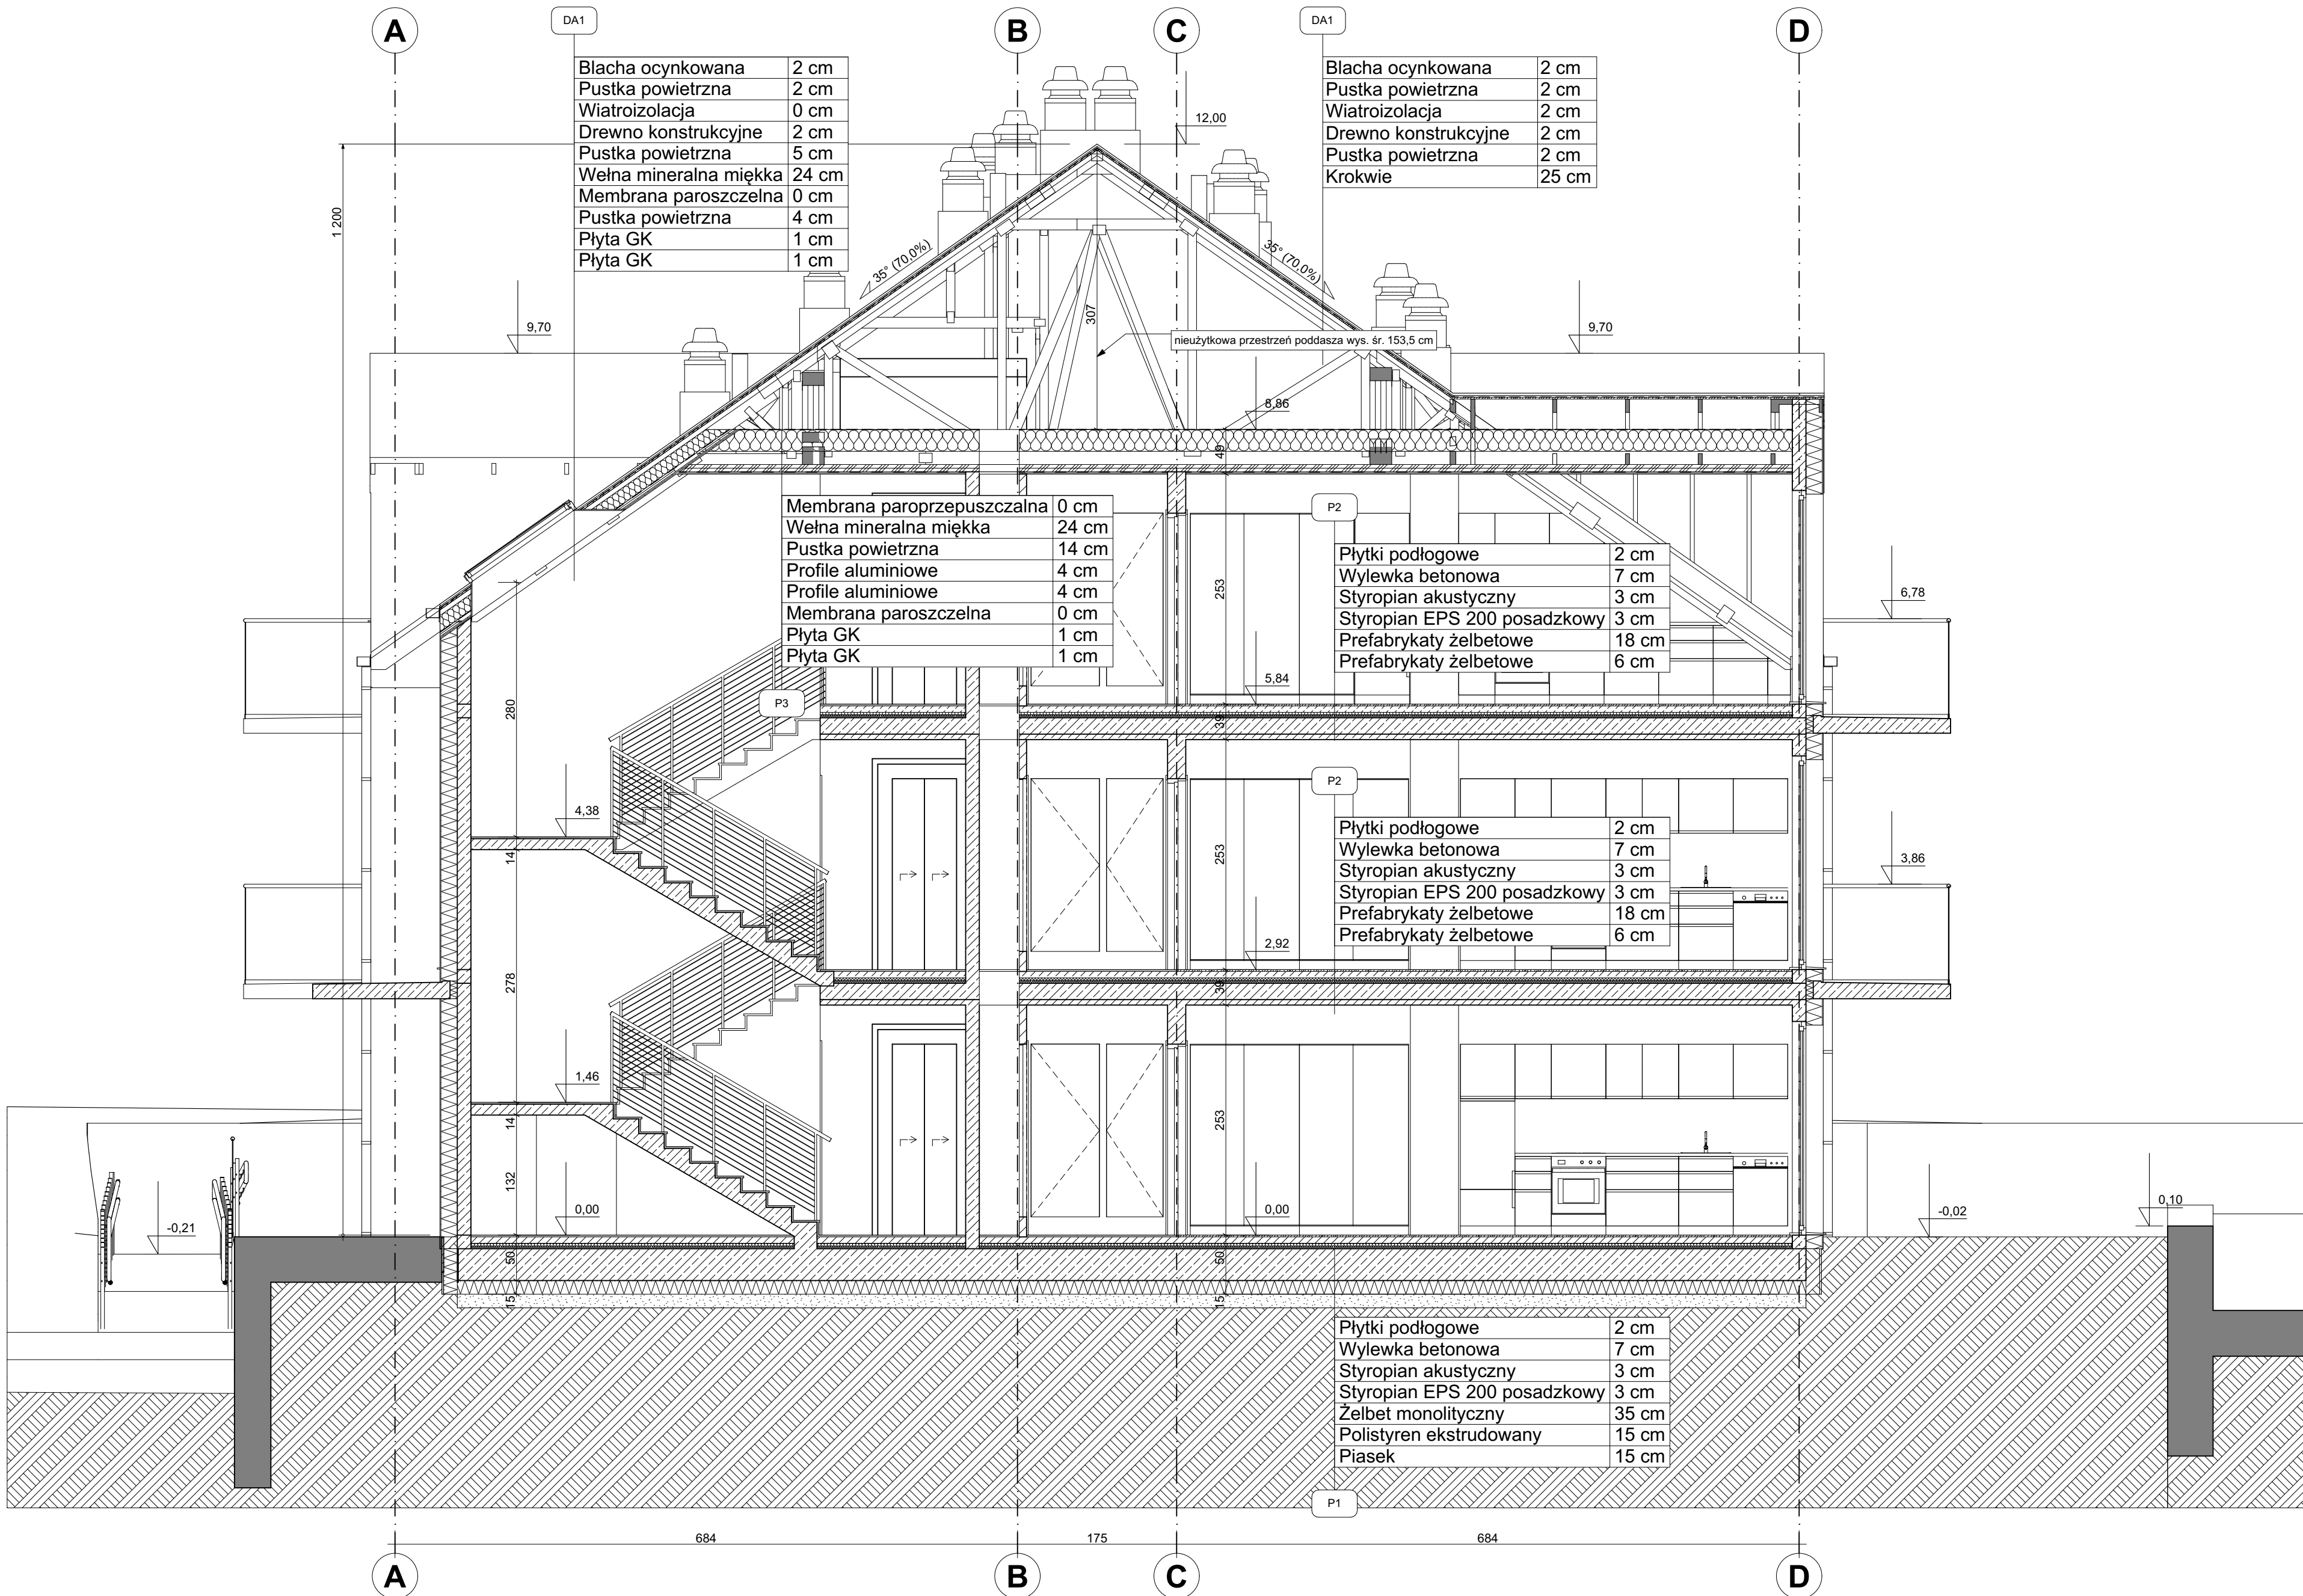 A
DA1
B
C
DA1
D
Blacha ocynkowana 2 cm
Pustka powietrzna 2 cm
Wiatroizolacja 0 cm
Drewno konstrukcyjne 2 cm
Pustka powietrzna 5 cm
Wełna mineralna miękka 24 cm
Membrana paroszczelna 0 cm
Pustka powietrzna 4 cm
Płyta GK 1 cm
Płyta GK 1 cm
Blacha ocynkowana 2 cm
Pustka powietrzna 2 cm
Wiatroizolacja 2 cm
Drewno konstrukcyjne 2 cm
Pustka powietrzna 2 cm
Krokwie 25 cm
12,00
1 200
35° (70,0%)
35° (70,0%)
307
9,70
9,70
nieużytkowa przestrzeń poddasza wys. śr. 153,5 cm
8,86
49
Membrana paroprzepuszczalna 0 cm
Wełna mineralna miękka 24 cm
Pustka powietrzna 14 cm
Profile aluminiowe 4 cm
Profile aluminiowe 4 cm
Membrana paroszczelna 0 cm
Płyta GK 1 cm
Płyta GK 1 cm
P2
Płytki podłogowe 2 cm
Wylewka betonowa 7 cm
Styropian akustyczny 3 cm
Styropian EPS 200 posadzkowy 3 cm
Prefabrykaty żelbetowe 18 cm
Prefabrykaty żelbetowe 6 cm
253
6,78
5,84
280
P3
39
P2
4,38
14
253
Płytki podłogowe 2 cm
Wylewka betonowa 7 cm
Styropian akustyczny 3 cm
Styropian EPS 200 posadzkowy 3 cm
Prefabrykaty żelbetowe 18 cm
Prefabrykaty żelbetowe 6 cm
3,86
2,92
278
39
1,46
14
253
132
-0,21
0,00
0,00
-0,02
0,10
50
50
15
15
Płytki podłogowe 2 cm
Wylewka betonowa 7 cm
Styropian akustyczny 3 cm
Styropian EPS 200 posadzkowy 3 cm
Żelbet monolityczny 35 cm
Polistyren ekstrudowany 15 cm
Piasek 15 cm
P1
684
175
684
A
B
C
D